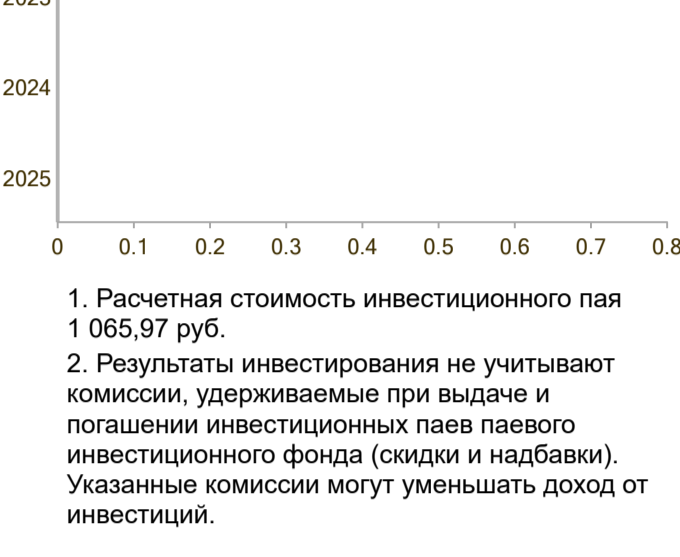 2024
2025
0 0.1 0.2 0.3 0.4 0.5 0.6 0.7 0.8
1. Расчетная стоимость инвестиционного пая
1 065,97 руб.
2. Результаты инвестирования не учитывают
комиссии, удерживаемые при выдаче и
погашении инвестиционных паев паевого
инвестиционного фонда (скидки и надбавки).
Указанные комиссии могут уменьшать доход от
инвестиций.